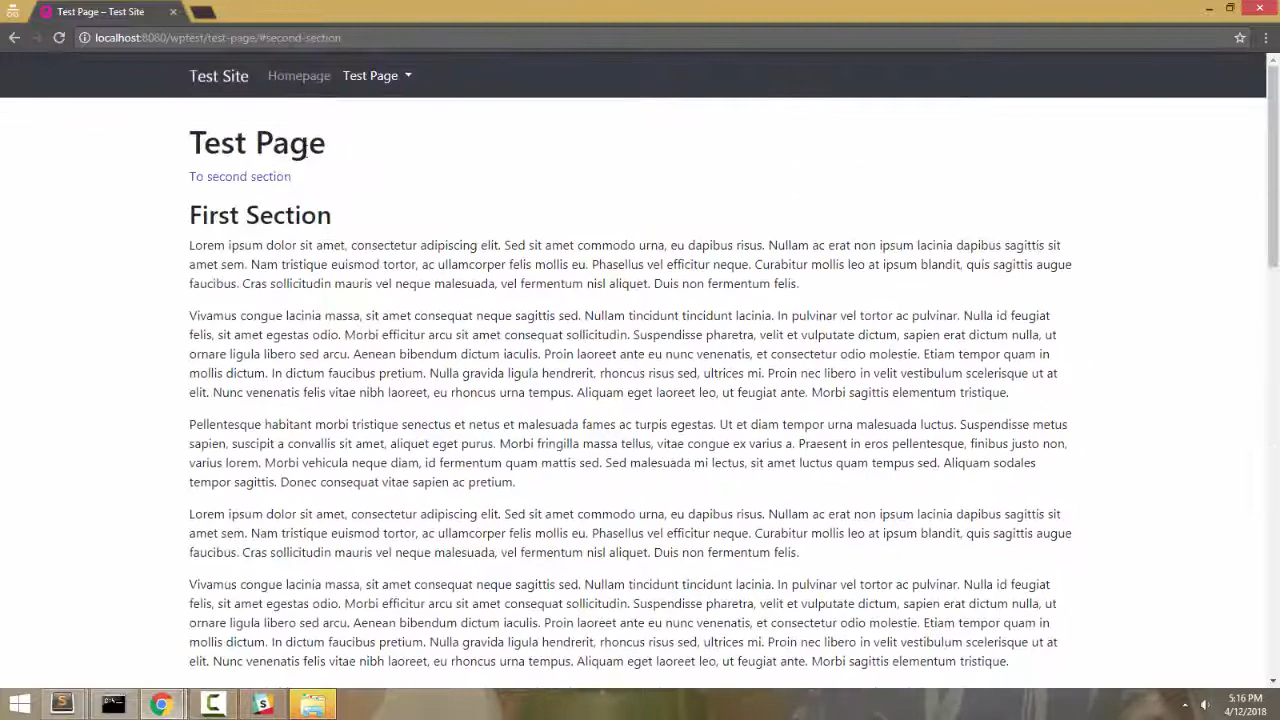 Test Page – Test Site
localhost:8080/wptest/test-page/#second-section
Test Site Homepage Test Page
Test Page
To second section
First Section
Lorem ipsum dolor sit amet, consectetur adipiscing elit. Sed sit amet commodo urna, eu dapibus risus. Nullam ac erat non ipsum lacinia dapibus sagittis sit
amet sem. Nam tristique euismod tortor, ac ullamcorper felis mollis eu. Phasellus vel efficitur neque. Curabitur mollis leo at ipsum blandit, quis sagittis augue
faucibus. Cras sollicitudin mauris vel neque malesuada, vel fermentum nisl aliquet. Duis non fermentum felis.
Vivamus congue lacinia massa, sit amet consequat neque sagittis sed. Nullam tincidunt tincidunt lacinia. In pulvinar vel tortor ac pulvinar. Nulla id feugiat
felis, sit amet egestas odio. Morbi efficitur arcu sit amet consequat sollicitudin. Suspendisse pharetra, velit et vulputate dictum, sapien erat dictum nulla, ut
ornare ligula libero sed arcu. Aenean bibendum dictum iaculis. Proin laoreet ante eu nunc venenatis, et consectetur odio molestie. Etiam tempor quam in
mollis dictum. In dictum faucibus pretium. Nulla gravida ligula hendrerit, rhoncus risus sed, ultrices mi. Proin nec libero in velit vestibulum scelerisque ut at
elit. Nunc venenatis felis vitae nibh laoreet, eu rhoncus urna tempus. Aliquam eget laoreet leo, ut feugiat ante. Morbi sagittis elementum tristique.
Pellentesque habitant morbi tristique senectus et netus et malesuada fames ac turpis egestas. Ut et diam tempor urna malesuada luctus. Suspendisse metus
sapien, suscipit a convallis sit amet, aliquet eget purus. Morbi fringilla massa tellus, vitae congue ex varius a. Praesent in eros pellentesque, finibus justo non,
varius lorem. Morbi vehicula neque diam, id fermentum quam mattis sed. Sed malesuada mi lectus, sit amet luctus quam tempus sed. Aliquam sodales
tempor sagittis. Donec consequat vitae sapien ac pretium.
Lorem ipsum dolor sit amet, consectetur adipiscing elit. Sed sit amet commodo urna, eu dapibus risus. Nullam ac erat non ipsum lacinia dapibus sagittis sit
amet sem. Nam tristique euismod tortor, ac ullamcorper felis mollis eu. Phasellus vel efficitur neque. Curabitur mollis leo at ipsum blandit, quis sagittis augue
faucibus. Cras sollicitudin mauris vel neque malesuada, vel fermentum nisl aliquet. Duis non fermentum felis.
Vivamus congue lacinia massa, sit amet consequat neque sagittis sed. Nullam tincidunt tincidunt lacinia. In pulvinar vel tortor ac pulvinar. Nulla id feugiat
felis, sit amet egestas odio. Morbi efficitur arcu sit amet consequat sollicitudin. Suspendisse pharetra, velit et vulputate dictum, sapien erat dictum nulla, ut
ornare ligula libero sed arcu. Aenean bibendum dictum iaculis. Proin laoreet ante eu nunc venenatis, et consectetur odio molestie. Etiam tempor quam in
mollis dictum. In dictum faucibus pretium. Nulla gravida ligula hendrerit, rhoncus risus sed, ultrices mi. Proin nec libero in velit vestibulum scelerisque ut at
elit. Nunc venenatis felis vitae nibh laoreet, eu rhoncus urna tempus. Aliquam eget laoreet leo, ut feugiat ante. Morbi sagittis elementum tristique.
5:16 PM
4/12/2018